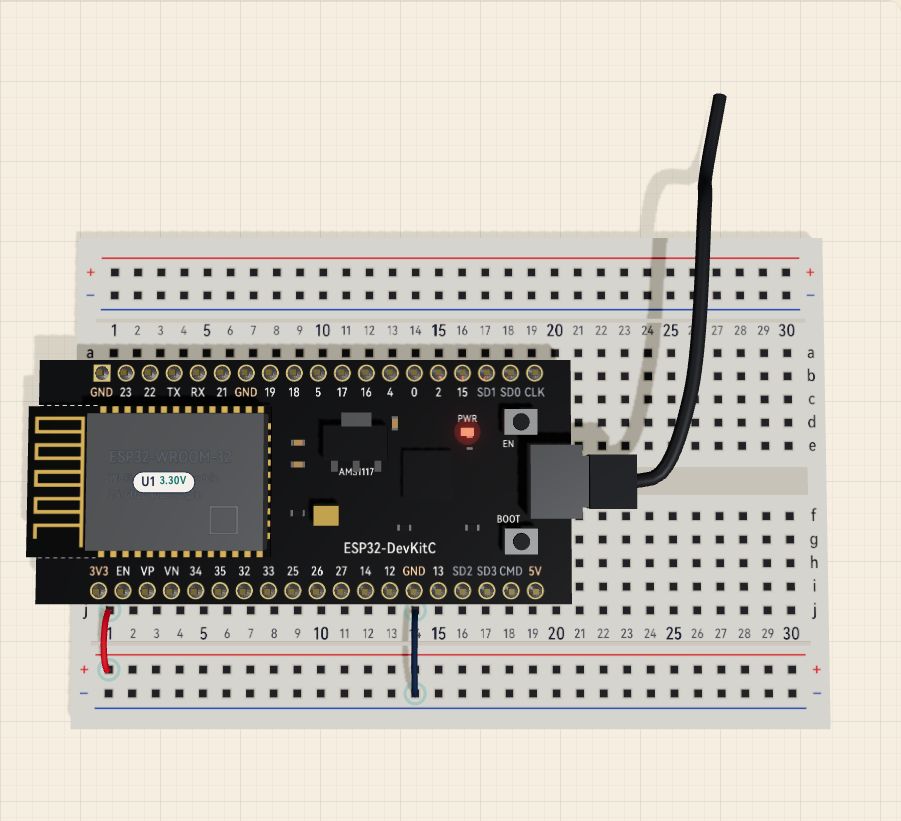 + +
− −
1 2 3 4 5 6 7 8 9 10 11 12 13 14 15 16 17 18 19 20 21 22 23 24 25 26 27 28 29 30
a a
b
GND 23 22 TX RX 21 GND 19 18 5 17 16 4 0 2 15 SD1 SD0 CLK
c
PWR
d
EN
e
ESP32-WROOM-32
AMS1117
U1 3.30V
BOOT
f
g
ESP32-DevKitC
h
3V3 EN VP VN 34 35 32 33 25 26 27 14 12 GND 13 SD2 SD3 CMD 5V
i
j j
1 2 3 4 5 6 7 8 9 10 11 12 13 14 15 16 17 18 19 20 21 22 23 24 25 26 27 28 29 30
+ +
− −